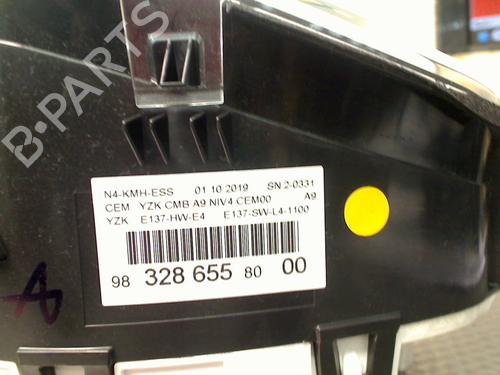 B-PARTS
N4-KMH-ESS 01 10 2019 SN 2-0331
CEM YZK CMB A9 NIV4 CEM00 A9
YZK E137-HW-E4 E137-SW-L4-1100
98 328 655 80 00
A